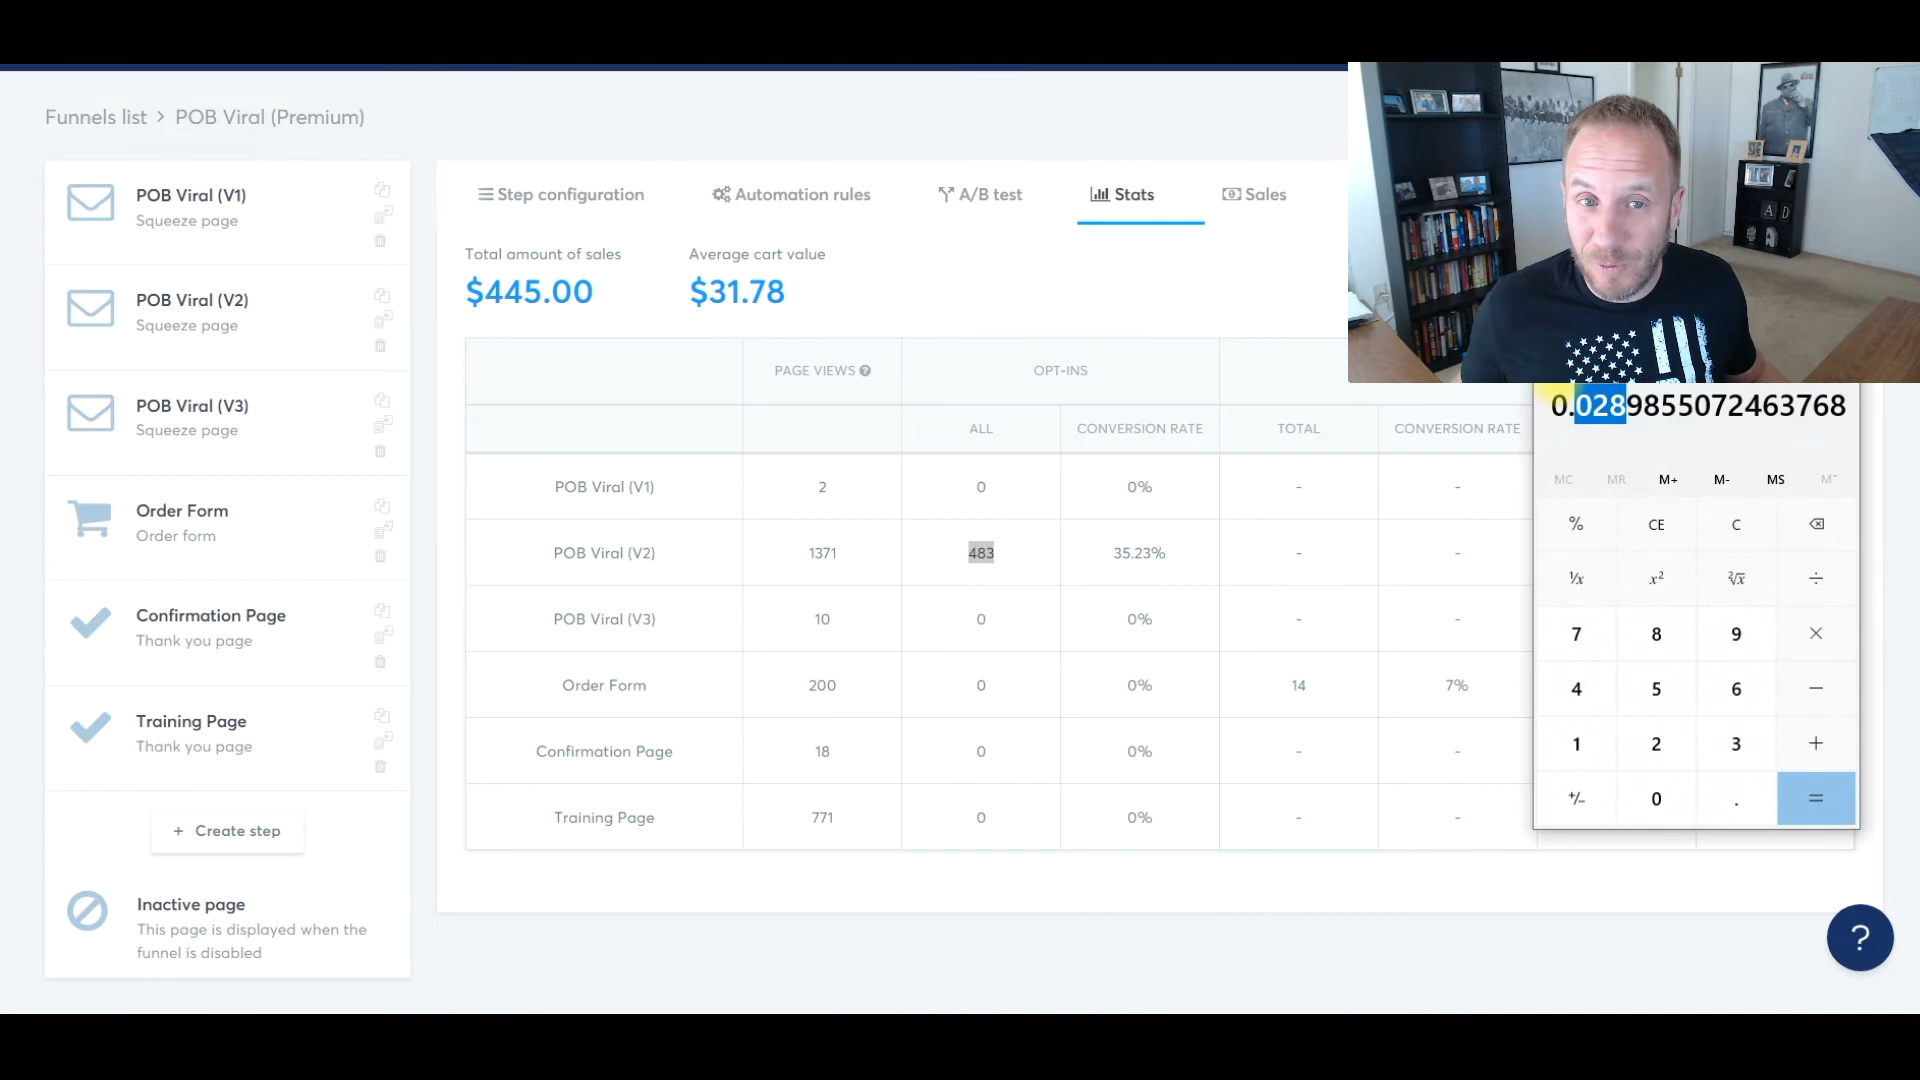 Funnels list > POB Viral (Premium)
POB Viral (V1)
Squeeze page
POB Viral (V2)
Squeeze page
POB Viral (V3)
Squeeze page
Order Form
Order form
Confirmation Page
Thank you page
Training Page
Thank you page
+ Create step
Inactive page
This page is displayed when the
funnel is disabled
Step configuration Automation rules A/B test Stats Sales
Total amount of sales Average cart value
$445.00 $31.78
PAGE VIEWS ? OPT-INS
ALL CONVERSION RATE TOTAL CONVERSION RATE
POB Viral (V1) 2 0 0% - -
POB Viral (V2) 1371 483 35.23% - -
POB Viral (V3) 10 0 0% - -
Order Form 200 0 0% 14 7%
Confirmation Page 18 0 0% - -
Training Page 771 0 0% - -
A D
0.0289855072463768
MC MR M+ M- MS M˅
% CE C ⌫
¹/x x² ²√x ÷
7 8 9 ×
4 5 6 −
1 2 3 +
+/− 0 . =
?